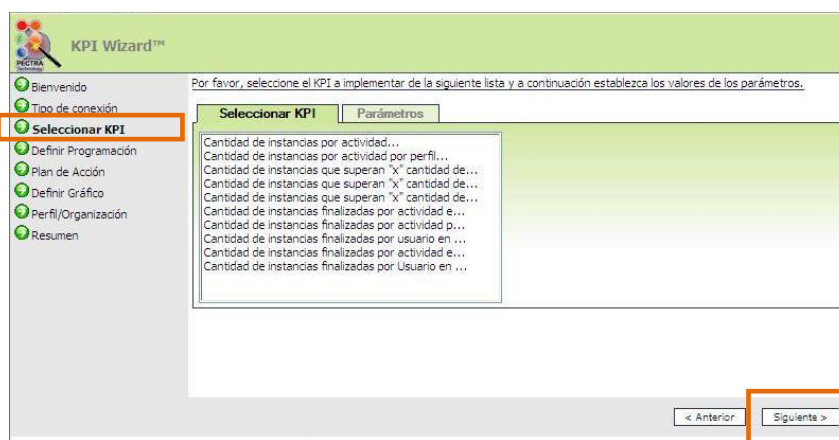 KPI Wizard™
PECTRA
Technology
Bienvenido
Tipo de conexión
Seleccionar KPI
Definir Programación
Plan de Acción
Definir Gráfico
Perfil/Organización
Resumen
Por favor, seleccione el KPI a implementar de la siguiente lista y a continuación establezca los valores de los parámetros.
Seleccionar KPI Parámetros
Cantidad de instancias por actividad...
Cantidad de instancias por actividad por perfil...
Cantidad de instancias que superan "x" cantidad de...
Cantidad de instancias que superan "x" cantidad de...
Cantidad de instancias que superan "x" cantidad de...
Cantidad de instancias finalizadas por actividad e...
Cantidad de instancias finalizadas por actividad p...
Cantidad de instancias finalizadas por usuario en ...
Cantidad de instancias finalizadas por actividad e...
Cantidad de instancias finalizadas por Usuario en ...
< Anterior Siguiente >